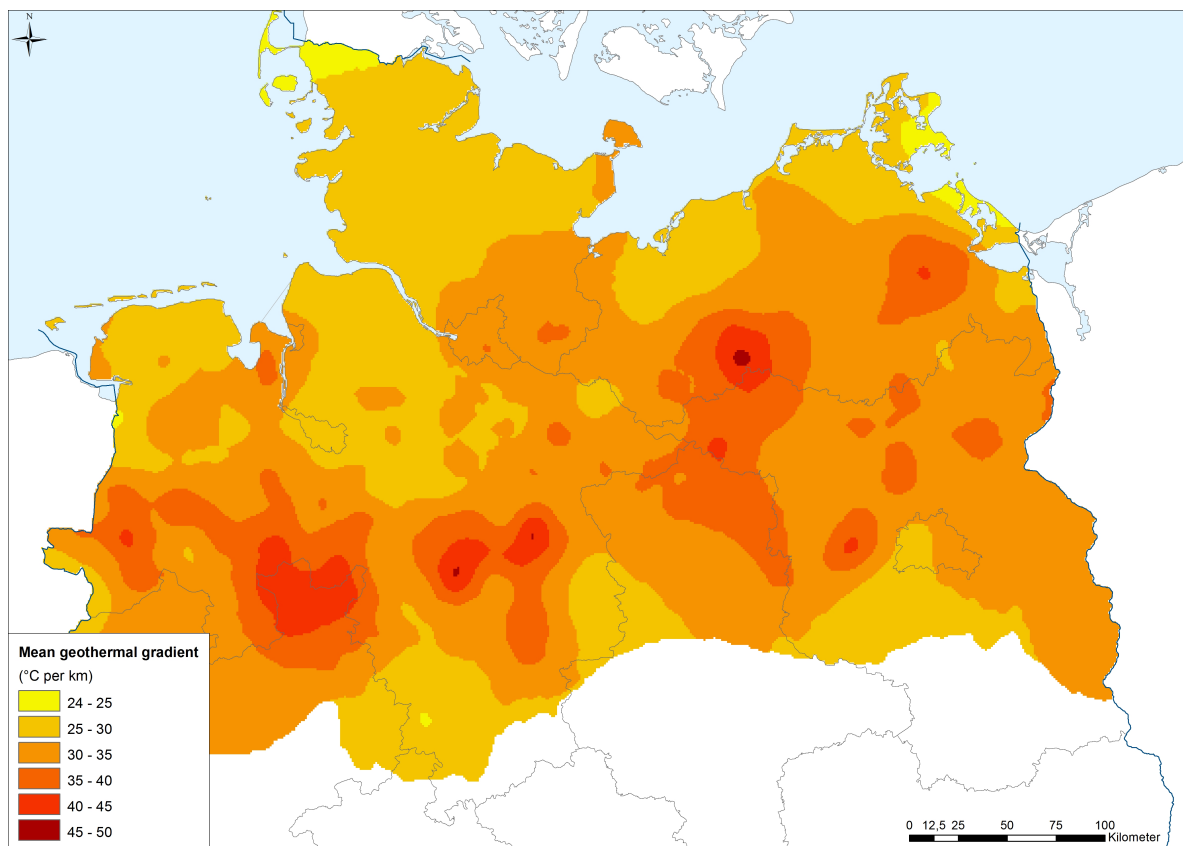 N
Mean geothermal gradient
(°C per km)
24 - 25
25 - 30
30 - 35
35 - 40
40 - 45
45 - 50
0 12,5 25 50 75 100
Kilometer